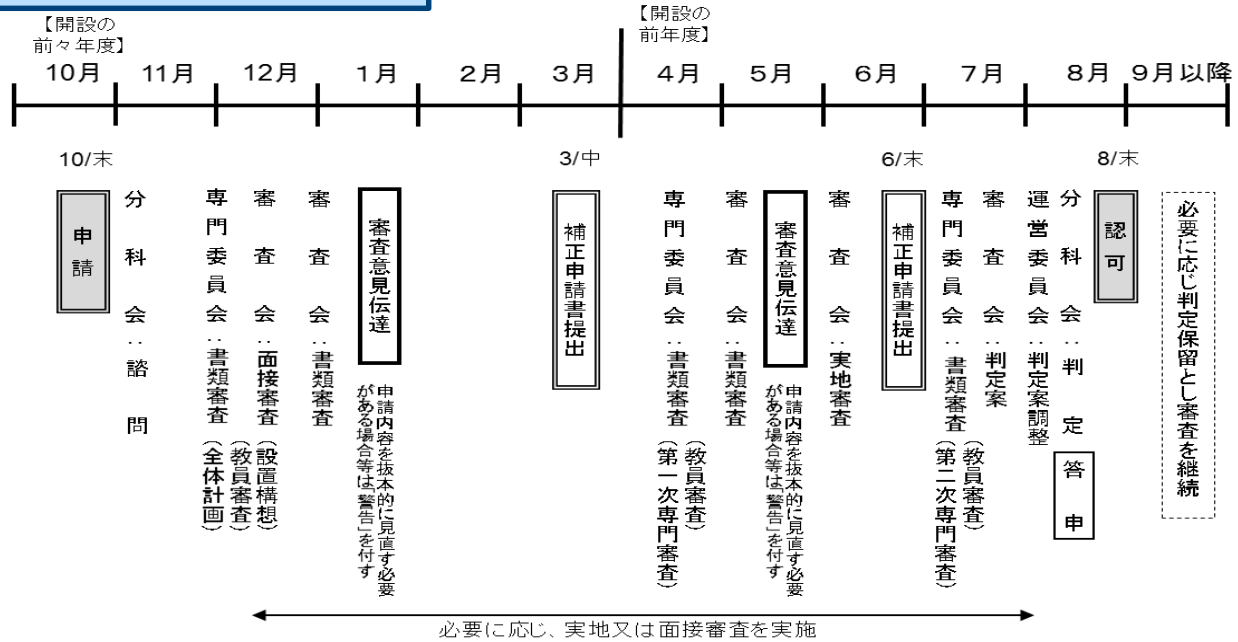 【開設の
前々年度】
【開設の
前年度】
10月 11月 12月 1月 2月 3月 4月 5月 6月 7月 8月 9月以降
10/末
3/中
6/末
8/末
申請
分科会：諮問
専門委員会：書類審査
（教員審査）
（全体計画）
審査会：面接審査
（設置構想）
審査会：書類審査
審査意見伝達
申請内容を抜本的に見直す必要
がある場合等は「警告」を付す
補正申請書提出
専門委員会：書類審査
（教員審査）
（第一次専門審査）
審査会：書類審査
審査意見伝達
申請内容を抜本的に見直す必要
がある場合等は「警告」を付す
審査会：実地審査
補正申請書提出
専門委員会：書類審査
（教員審査）
（第二次専門審査）
審査会：判定案
運営委員会：判定案調整
分科会：判定
答申
認可
必要に応じ判定保留とし審査を継続
必要に応じ、実地又は面接審査を実施